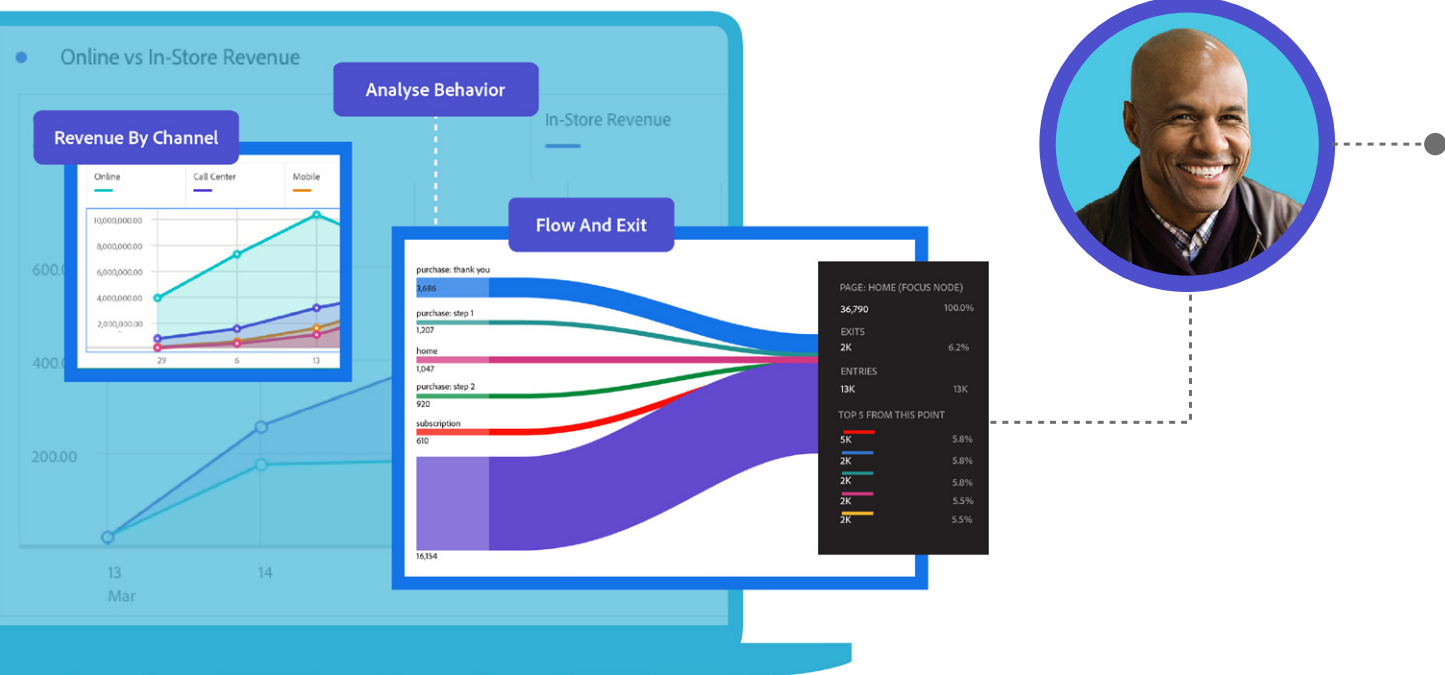 Online vs In-Store Revenue
Analyse Behavior
In-Store Revenue
Revenue By Channel
Online
Call Center
Mobile
10,000,000.00
8,000,000.00
6,000,000.00
4,000,000.00
2,000,000.00
29
6
13
600.0
400.0
200.00
13
Mar
14
Flow And Exit
purchase: thank you
3,686
purchase: step 1
1,207
home
1,047
purchase: step 2
920
subscription
610
16,154
PAGE: HOME (FOCUS NODE)
36,790 100.0%
EXITS
2K 6.2%
ENTRIES
13K 13K
TOP 5 FROM THIS POINT
5K 5.8%
2K 5.8%
2K 5.8%
2K 5.5%
2K 5.5%